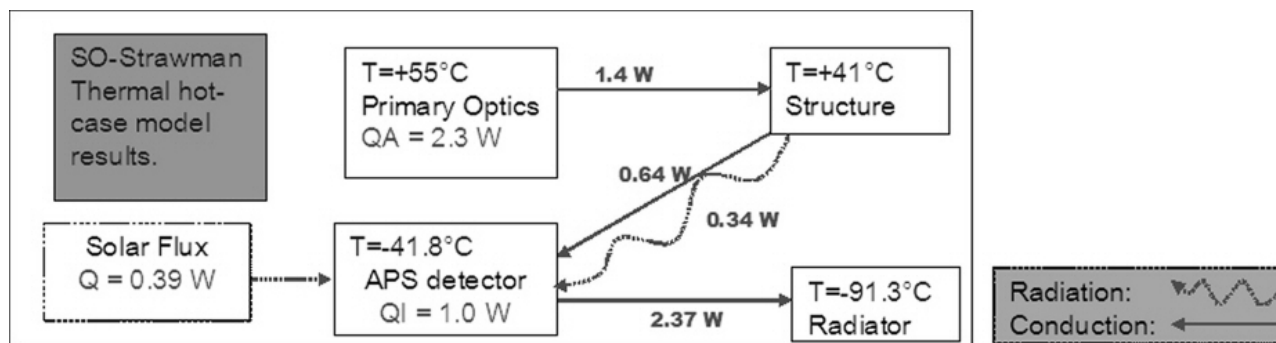 SO-Strawman
Thermal hot-
case model
results.
T=+55°C
Primary Optics
QA = 2.3 W
1.4 W
T=+41°C
Structure
0.64 W
0.34 W
Solar Flux
Q = 0.39 W
T=-41.8°C
APS detector
QI = 1.0 W
2.37 W
T=-91.3°C
Radiator
Radiation:
Conduction: